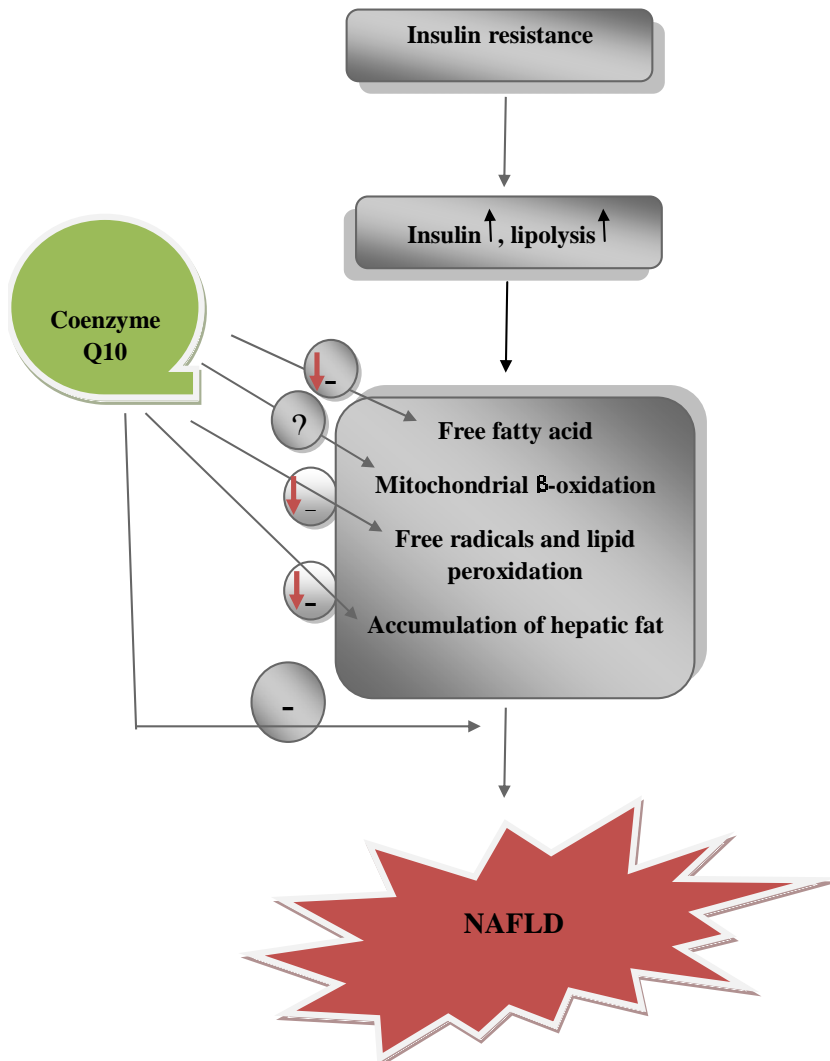 Insulin resistance
Insulin↑, lipolysis↑
Coenzyme
Q10
-
Free fatty acid
?
Mitochondrial β-oxidation
-
Free radicals and lipid
peroxidation
-
Accumulation of hepatic fat
-
NAFLD